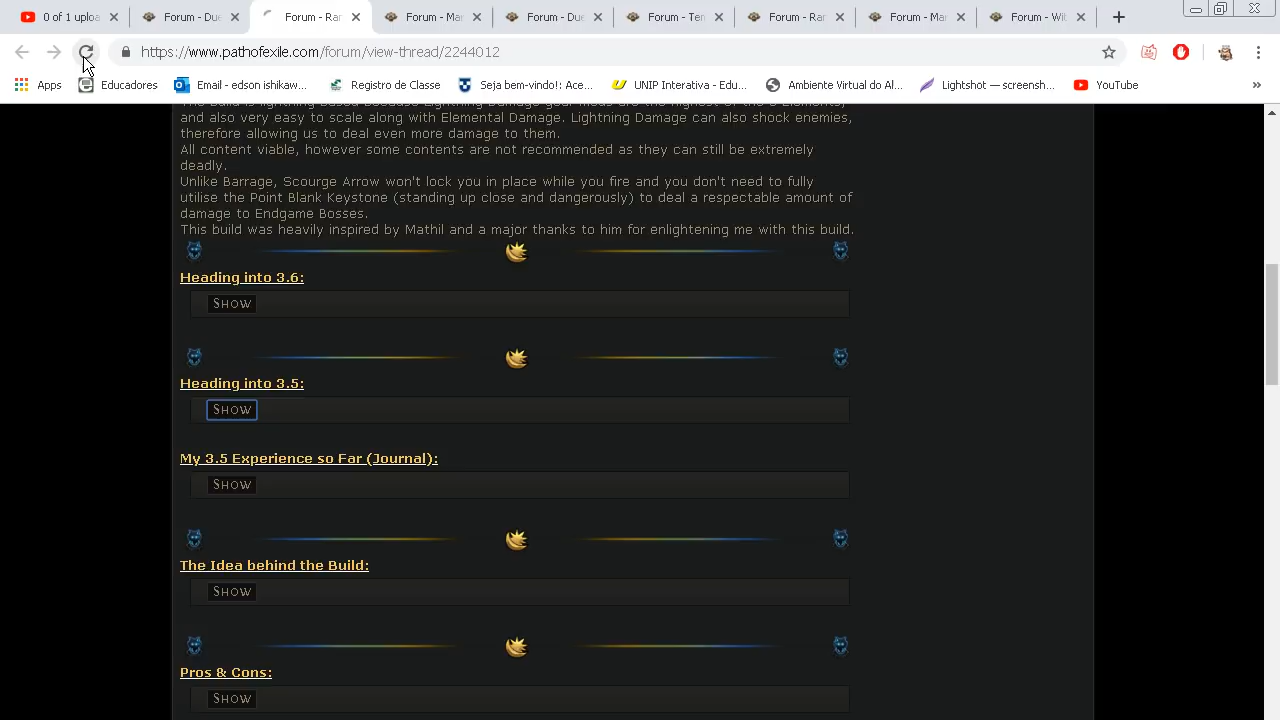 0 of 1 uploa
Forum - Due
Forum - Rar
Forum - Mar
Forum - Due
Forum - Tem
Forum - Rar
Forum - Mar
Forum - Wit
https://www.pathofexile.com/forum/view-thread/2244012
Apps
Educadores
Email - edson ishikaw...
Registro de Classe
Seja bem-vindo!: Ace...
UNIP Interativa - Edu...
Ambiente Virtual do Al...
Lightshot — screensh...
YouTube
»
and also very easy to scale along with Elemental Damage. Lightning Damage can also shock enemies,
therefore allowing us to deal even more damage to them.
All content viable, however some contents are not recommended as they can still be extremely
deadly.
Unlike Barrage, Scourge Arrow won't lock you in place while you fire and you don't need to fully
utilise the Point Blank Keystone (standing up close and dangerously) to deal a respectable amount of
damage to Endgame Bosses.
This build was heavily inspired by Mathil and a major thanks to him for enlightening me with this build.
Heading into 3.6:
SHOW
Heading into 3.5:
SHOW
My 3.5 Experience so Far (Journal):
SHOW
The Idea behind the Build:
SHOW
Pros & Cons:
SHOW